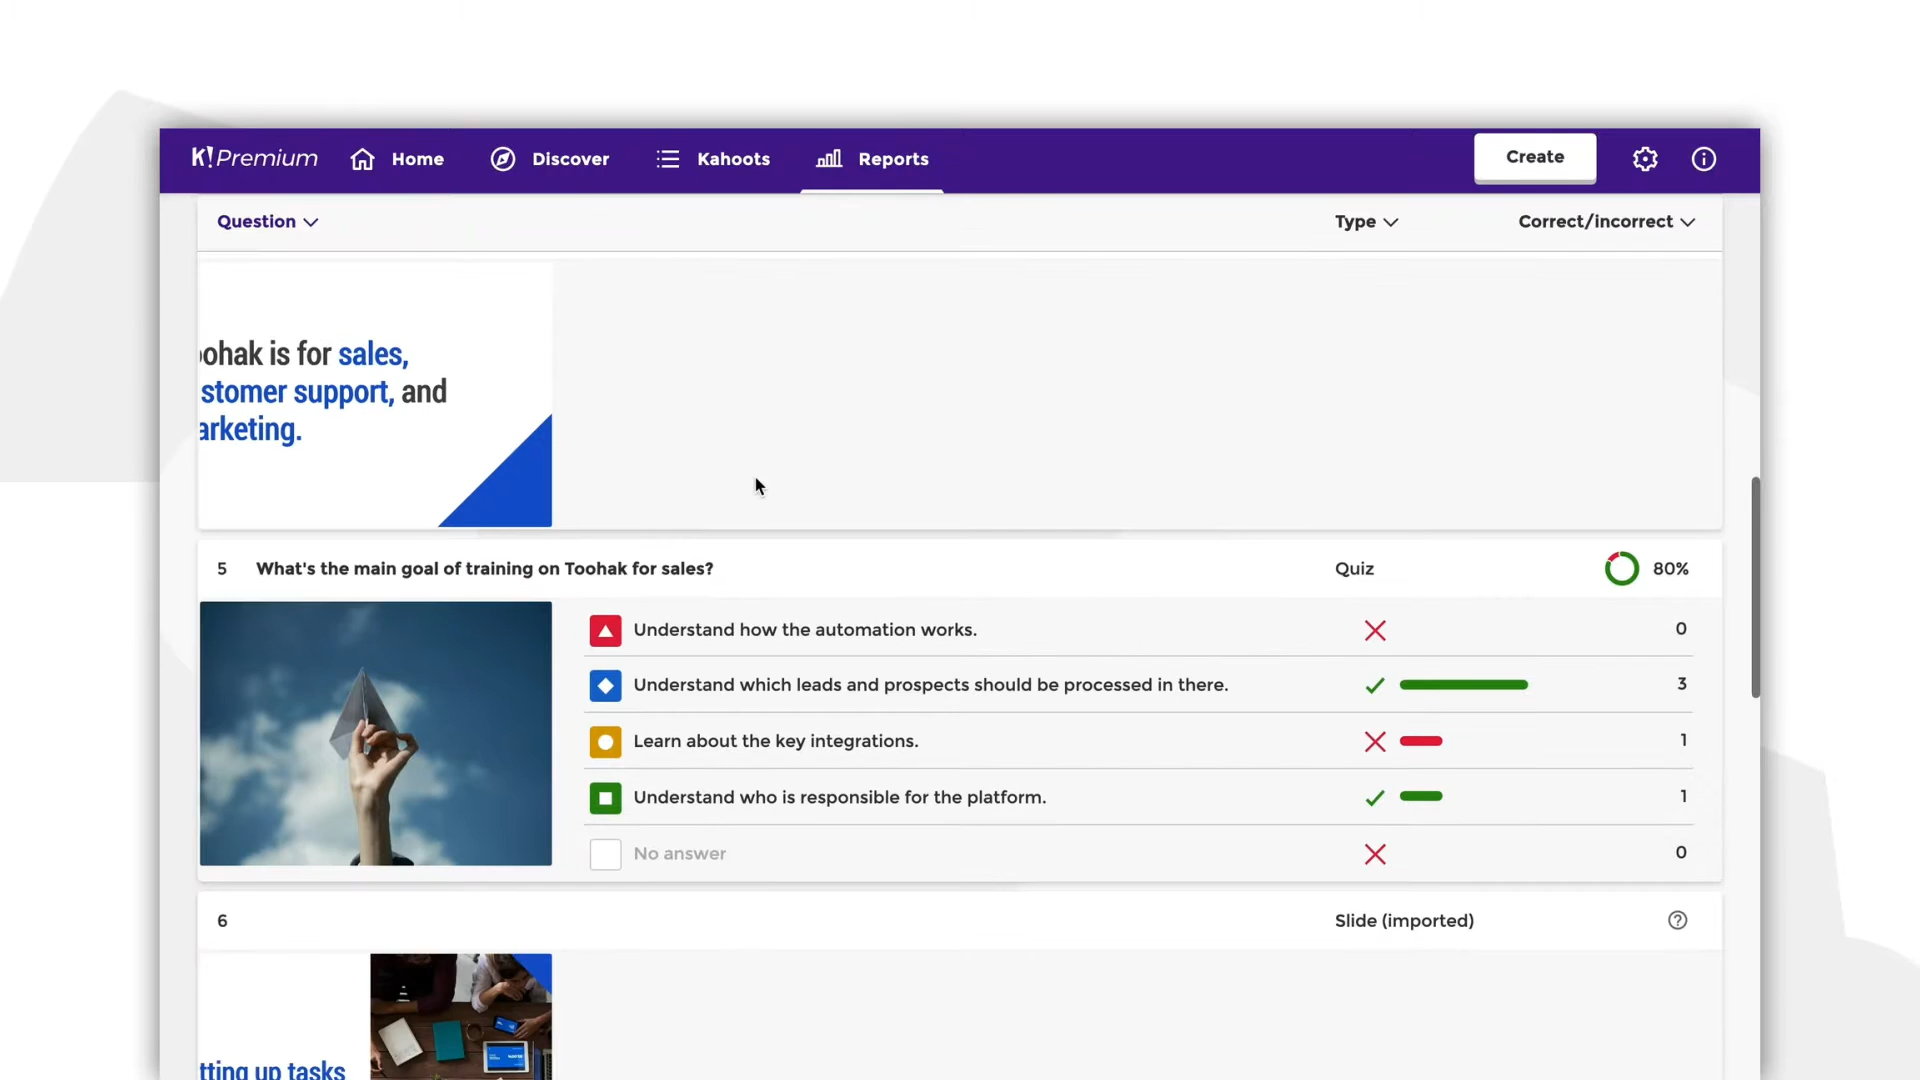 K! Premium Home Discover Kahoots Reports Create
Question Type Correct/incorrect
oohak is for sales,
stomer support, and
arketing.
5 What's the main goal of training on Toohak for sales? Quiz 80%
Understand how the automation works. 0
Understand which leads and prospects should be processed in there. 3
Learn about the key integrations. 1
Understand who is responsible for the platform. 1
No answer 0
6 Slide (imported)
tting up tasks